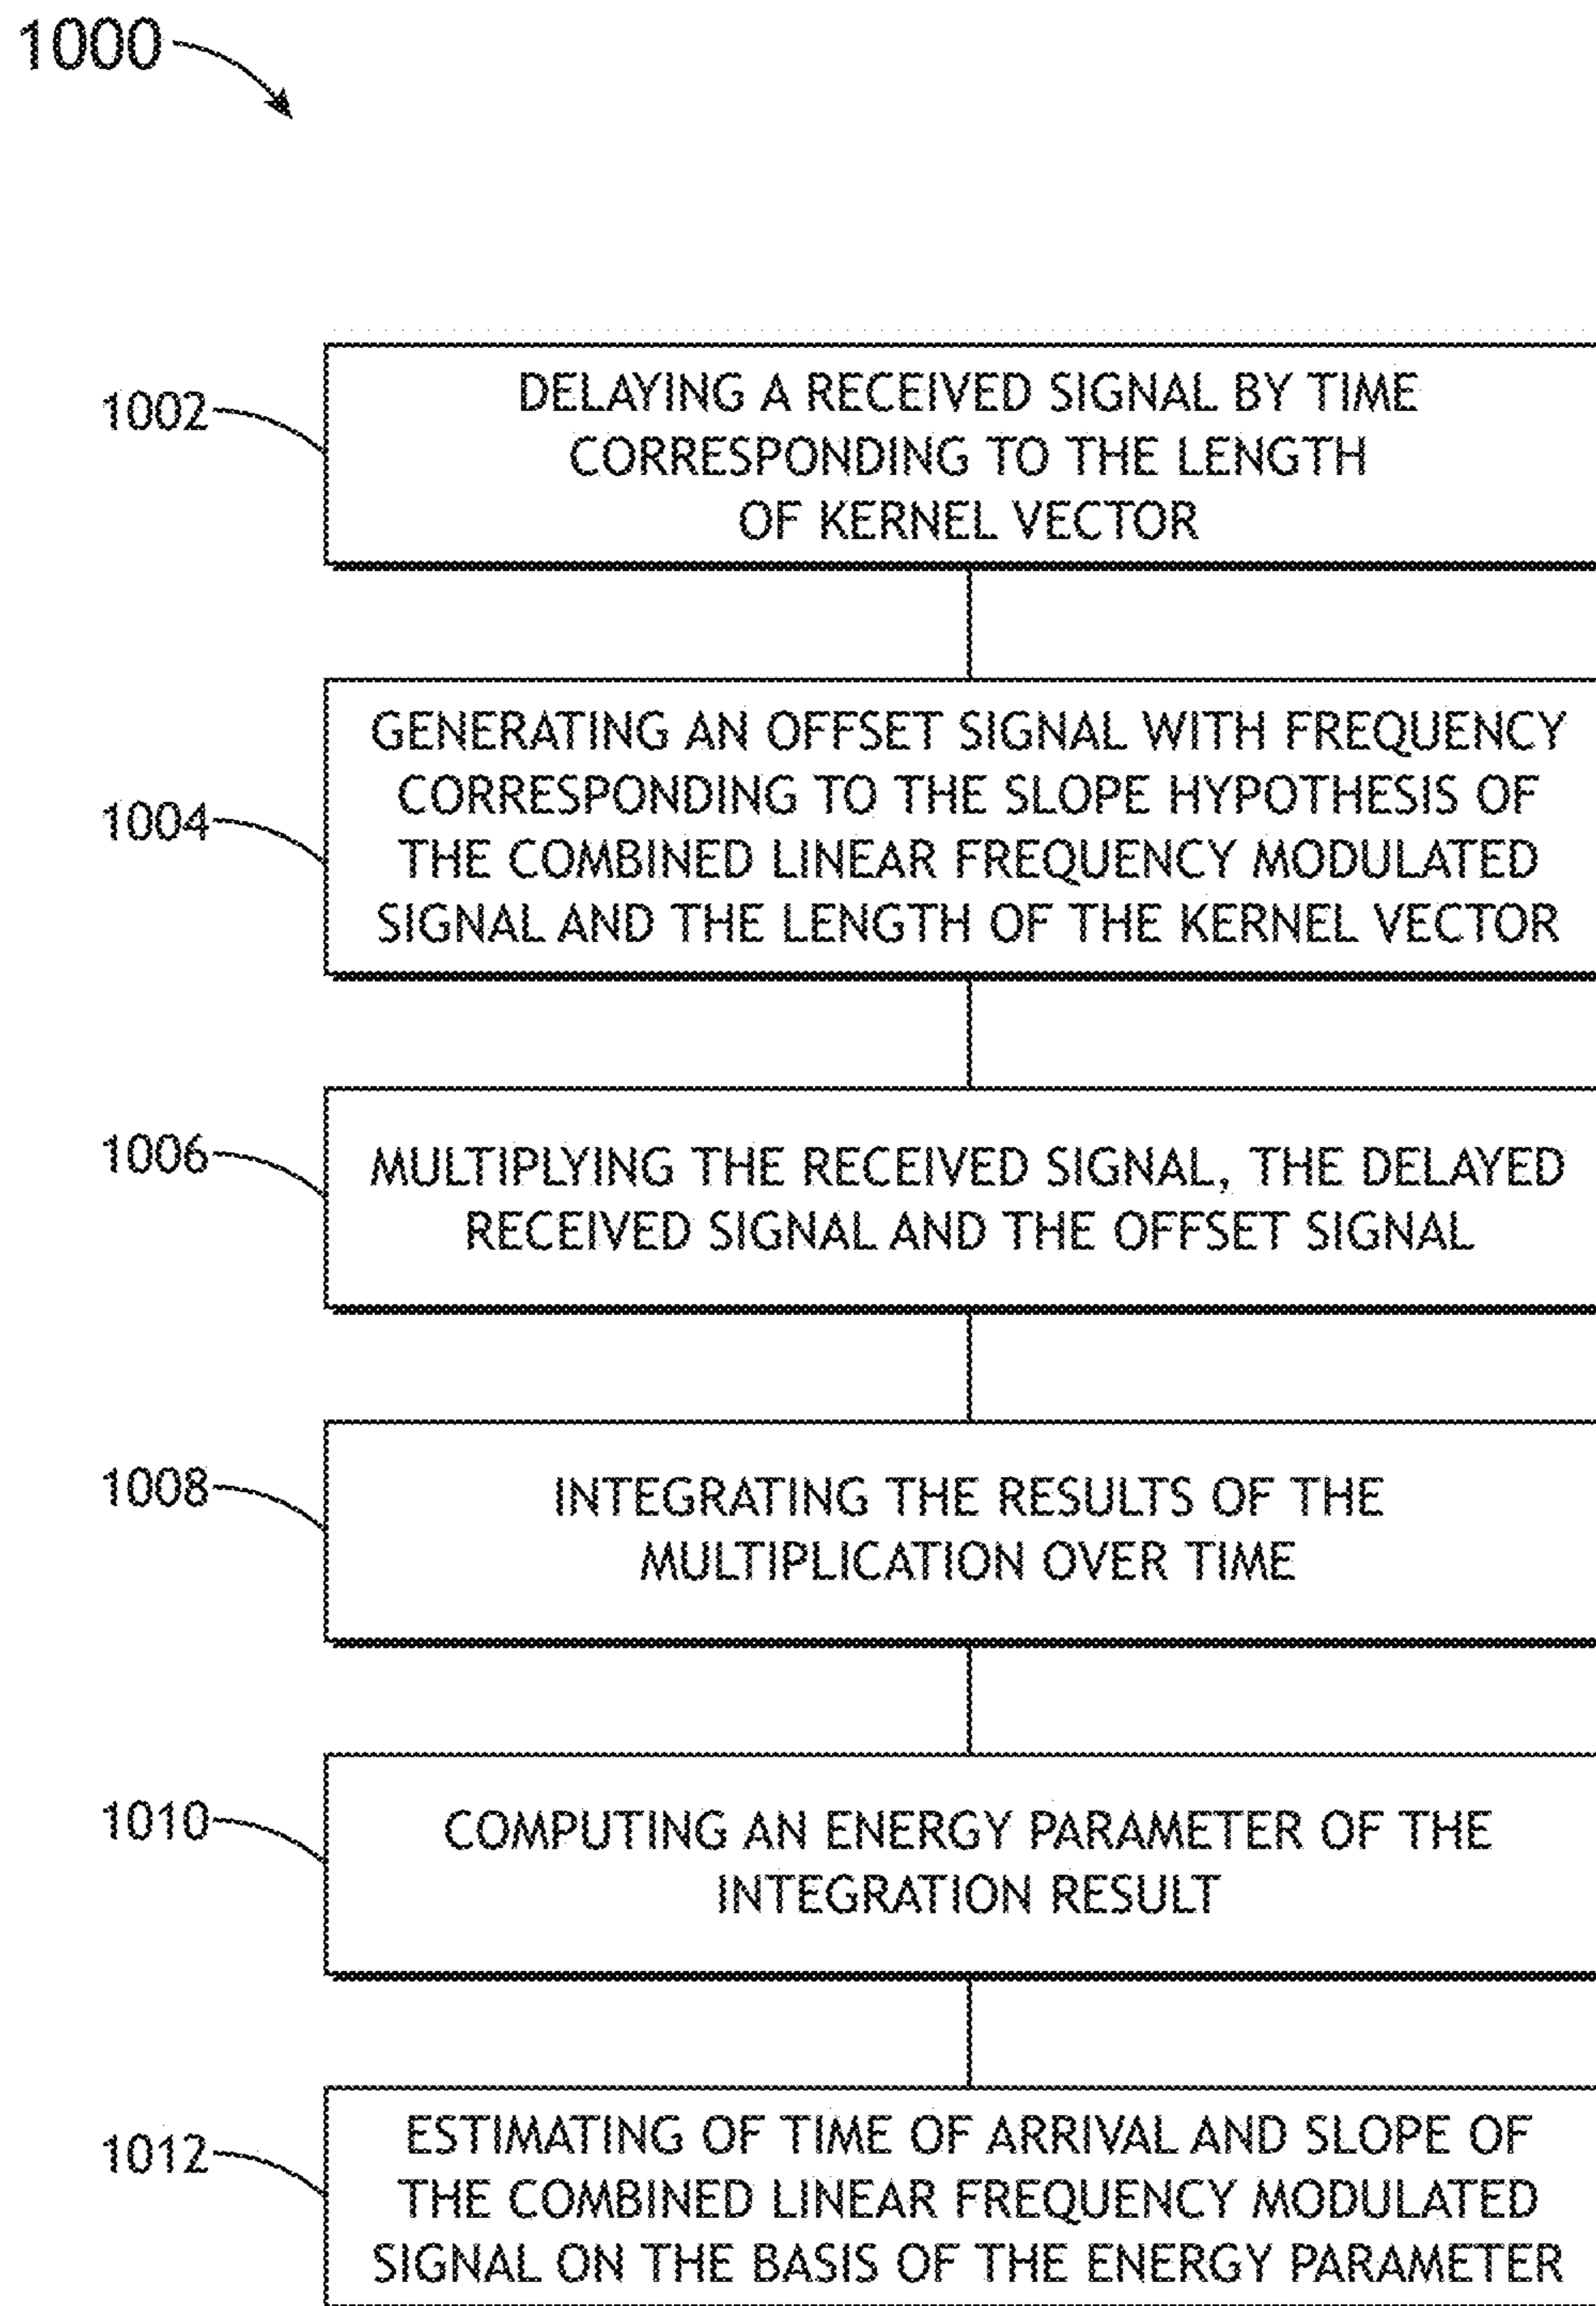 1000
1002
DELAYING A RECEIVED SIGNAL BY TIME
CORRESPONDING TO THE LENGTH
OF KERNEL VECTOR
1004
GENERATING AN OFFSET SIGNAL WITH FREQUENCY
CORRESPONDING TO THE SLOPE HYPOTHESIS OF
THE COMBINED LINEAR FREQUENCY MODULATED
SIGNAL AND THE LENGTH OF THE KERNEL VECTOR
1006
MULTIPLYING THE RECEIVED SIGNAL, THE DELAYED
RECEIVED SIGNAL AND THE OFFSET SIGNAL
1008
INTEGRATING THE RESULTS OF THE
MULTIPLICATION OVER TIME
1010
COMPUTING AN ENERGY PARAMETER OF THE
INTEGRATION RESULT
1012
ESTIMATING OF TIME OF ARRIVAL AND SLOPE OF
THE COMBINED LINEAR FREQUENCY MODULATED
SIGNAL ON THE BASIS OF THE ENERGY PARAMETER